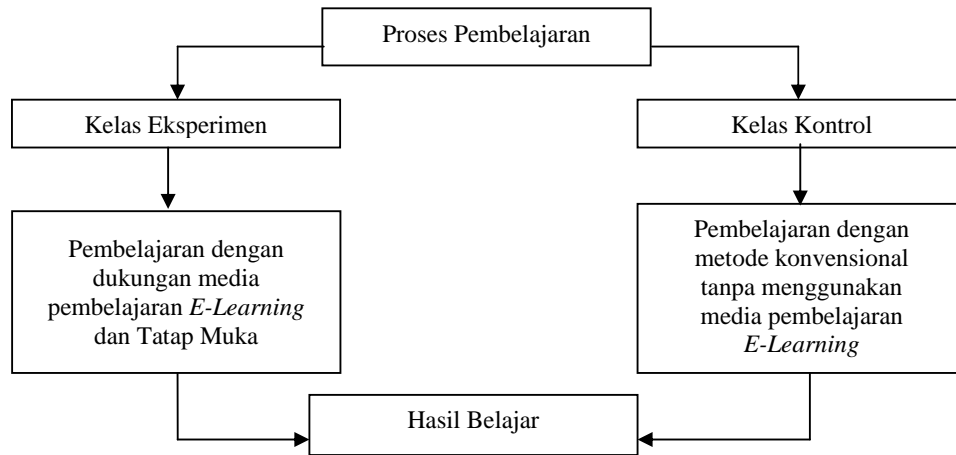 Proses Pembelajaran
Kelas Eksperimen
Kelas Kontrol
Pembelajaran dengan
dukungan media
pembelajaran E-Learning
dan Tatap Muka
Pembelajaran dengan
metode konvensional
tanpa menggunakan
media pembelajaran
E-Learning
Hasil Belajar